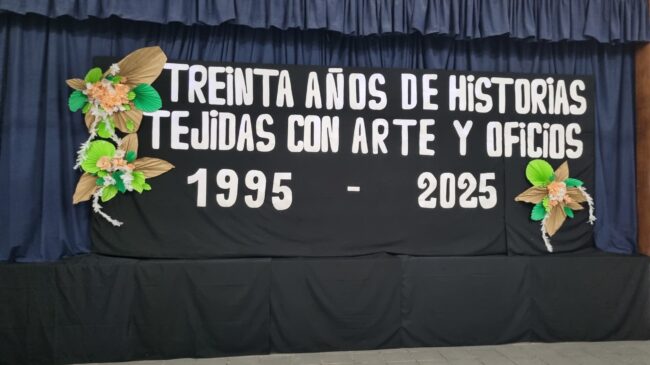 TREiNTA AÑOS DE HiSTORiAS
TEJiDAS CON ARTE Y OFiCiOS
1995 - 2025